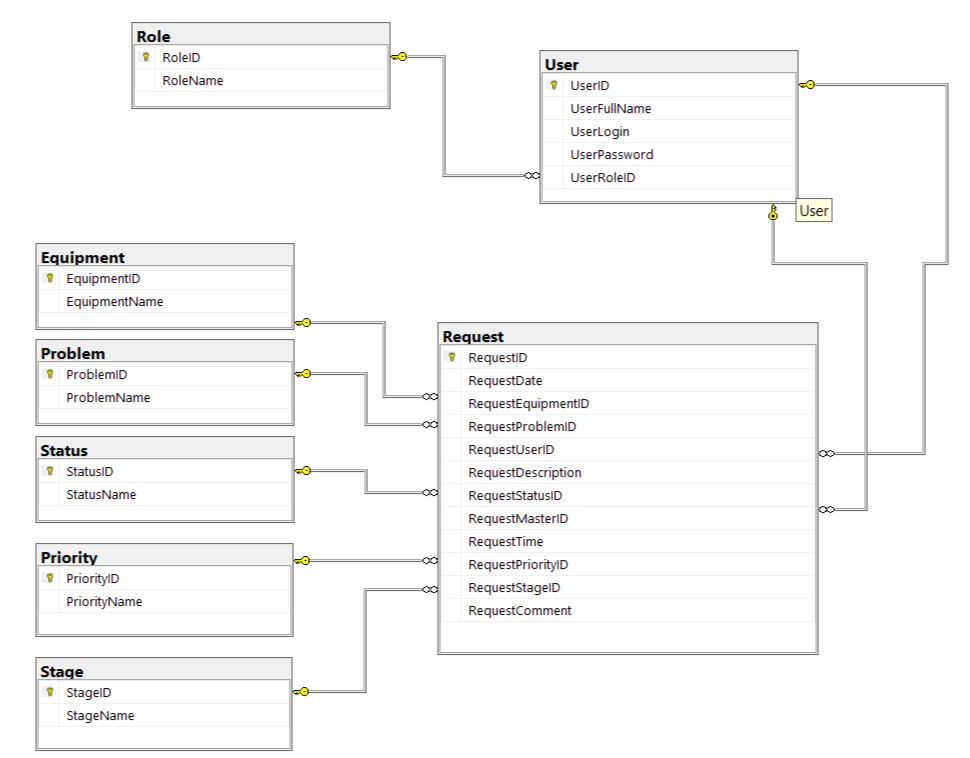 Role
RoleID
RoleName
User
UserID
UserFullName
UserLogin
UserPassword
UserRoleID
User
Equipment
EquipmentID
EquipmentName
Problem
ProblemID
ProblemName
Status
StatusID
StatusName
Priority
PriorityID
PriorityName
Stage
StageID
StageName
Request
RequestID
RequestDate
RequestEquipmentID
RequestProblemID
RequestUserID
RequestDescription
RequestStatusID
RequestMasterID
RequestTime
RequestPriorityID
RequestStageID
RequestComment